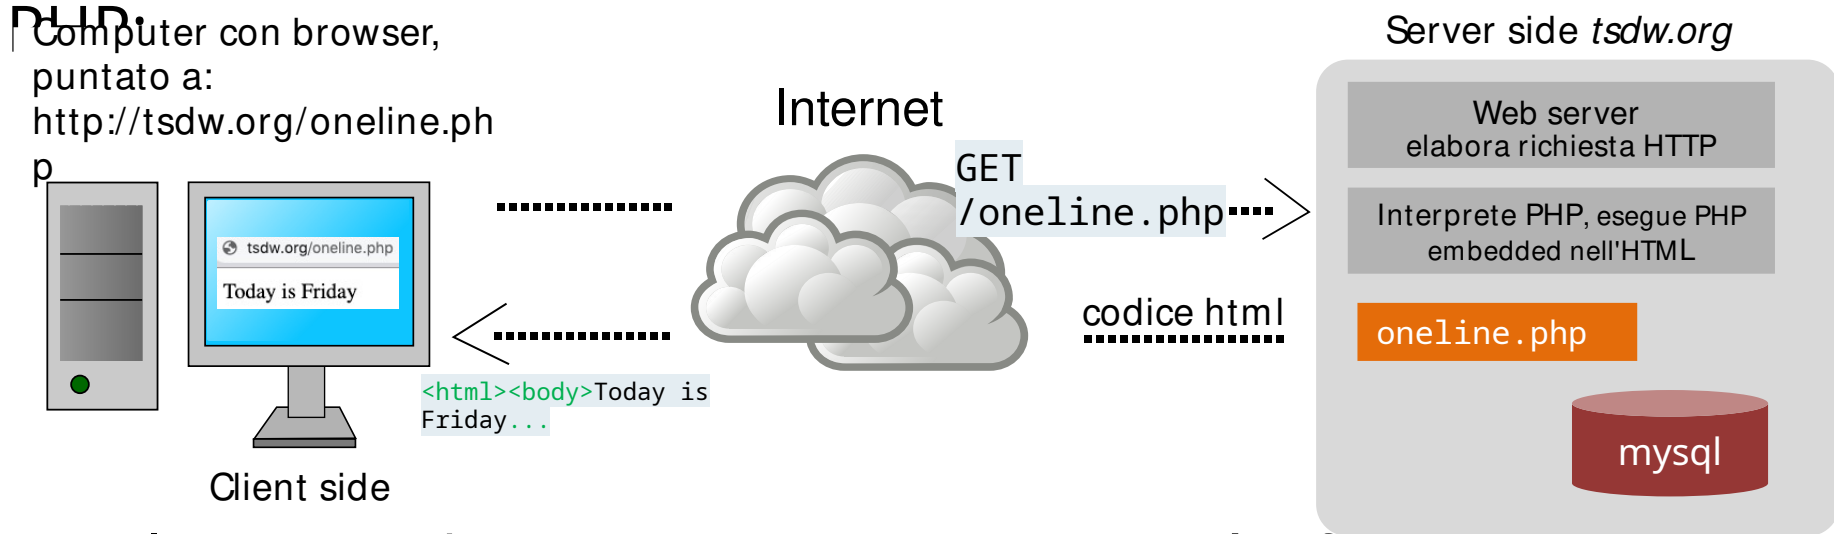 PHP:
Computer con browser,
puntato a:
http://tsdw.org/oneline.ph
p
tsdw.org/oneline.php
Today is Friday
<html><body>Today is
Friday...
Client side
Internet
GET
/oneline.php
codice html
Server side tsdw.org
Web server
elabora richiesta HTTP
Interprete PHP, esegue PHP
embedded nell'HTML
oneline.php
mysql